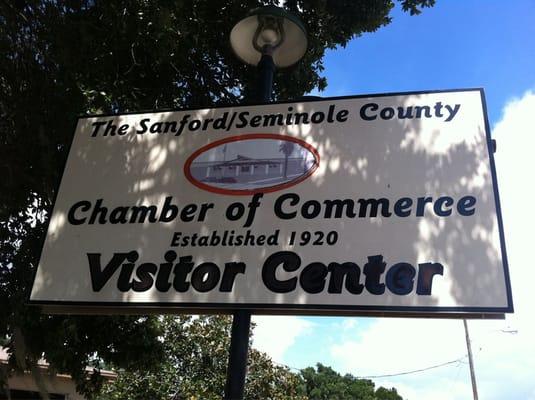 The Sanford/Seminole County
Chamber of Commerce
Established 1920
Visitor Center